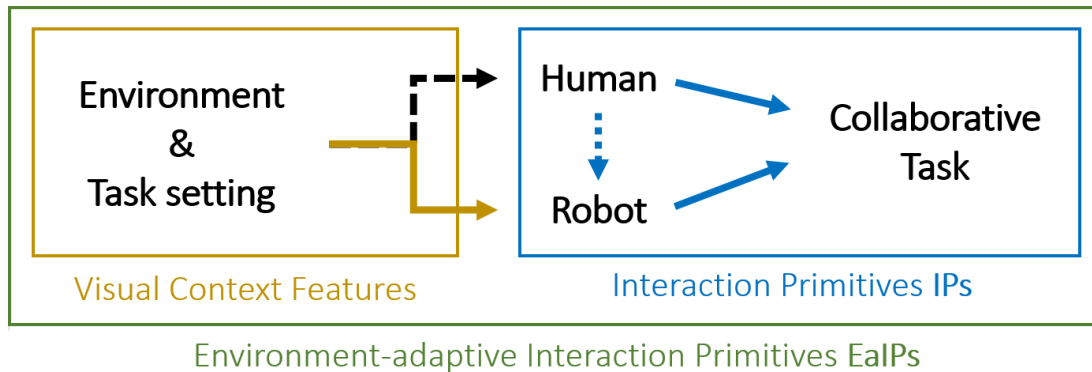 Environment
&
Task setting
Human
Robot
Collaborative
Task
Visual Context Features
Interaction Primitives IPs
Environment-adaptive Interaction Primitives EaIPs